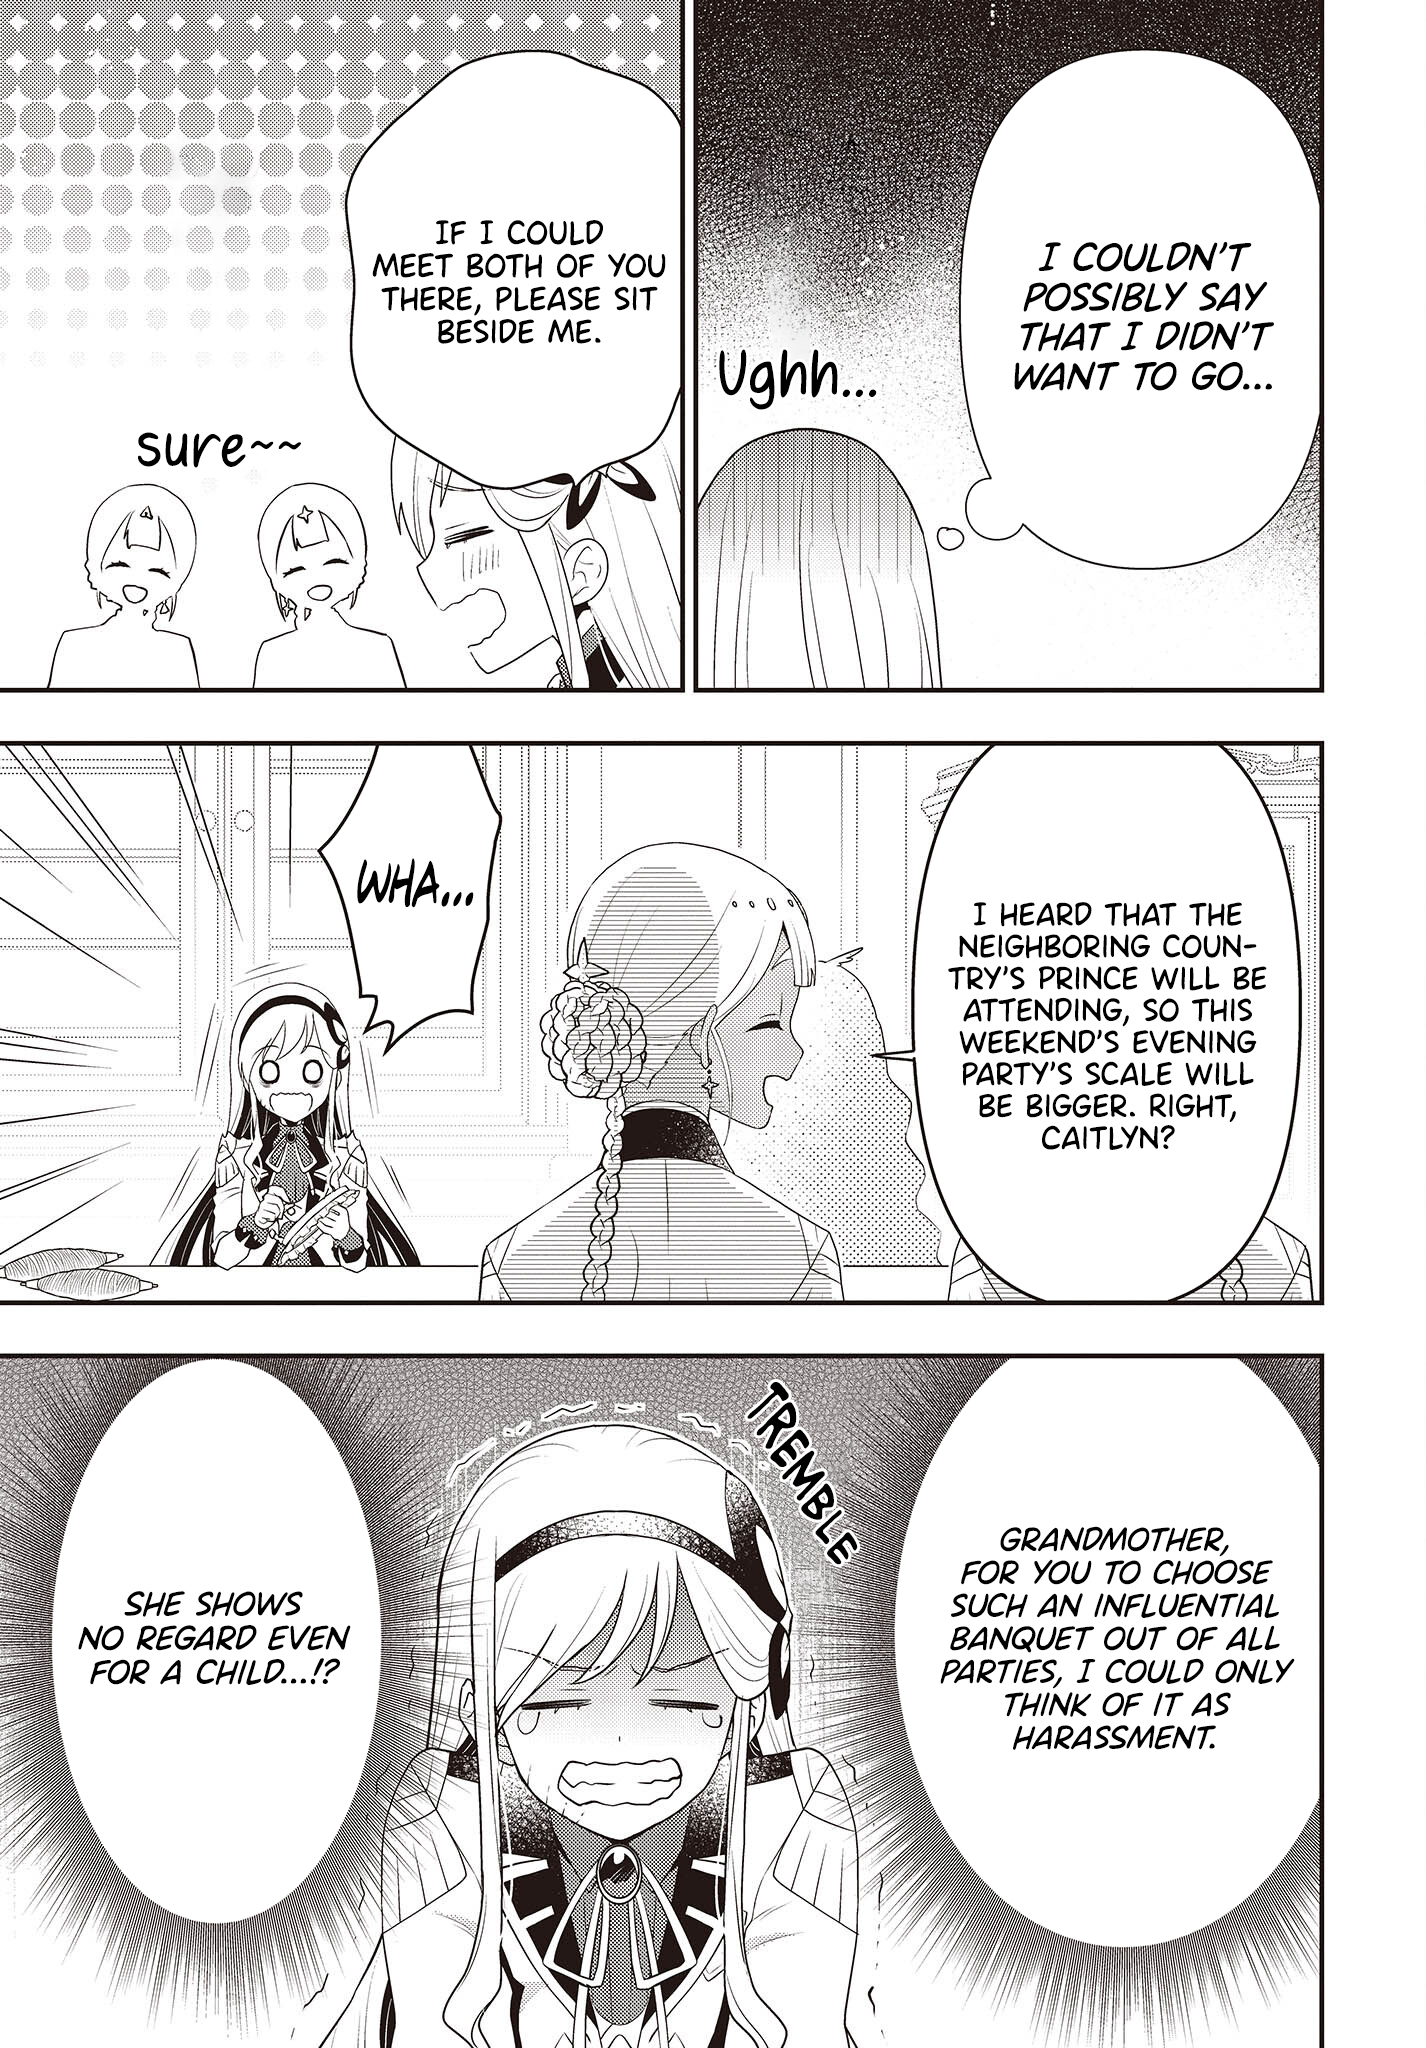 I COULDN'T
POSSIBLY SAY
THAT I DIDN'T
WANT TO GO...
Ughh...
IF I COULD
MEET BOTH OF YOU
THERE, PLEASE SIT
BESIDE ME.
sure~~
I HEARD THAT THE
NEIGHBORING COUN-
TRY'S PRINCE WILL BE
ATTENDING, SO THIS
WEEKEND'S EVENING
PARTY'S SCALE WILL
BE BIGGER. RIGHT,
CAITLYN?
WHA...
TREMBLE
GRANDMOTHER,
FOR YOU TO CHOOSE
SUCH AN INFLUENTIAL
BANQUET OUT OF ALL
PARTIES, I COULD ONLY
THINK OF IT AS
HARASSMENT.
SHE SHOWS
NO REGARD EVEN
FOR A CHILD...!?